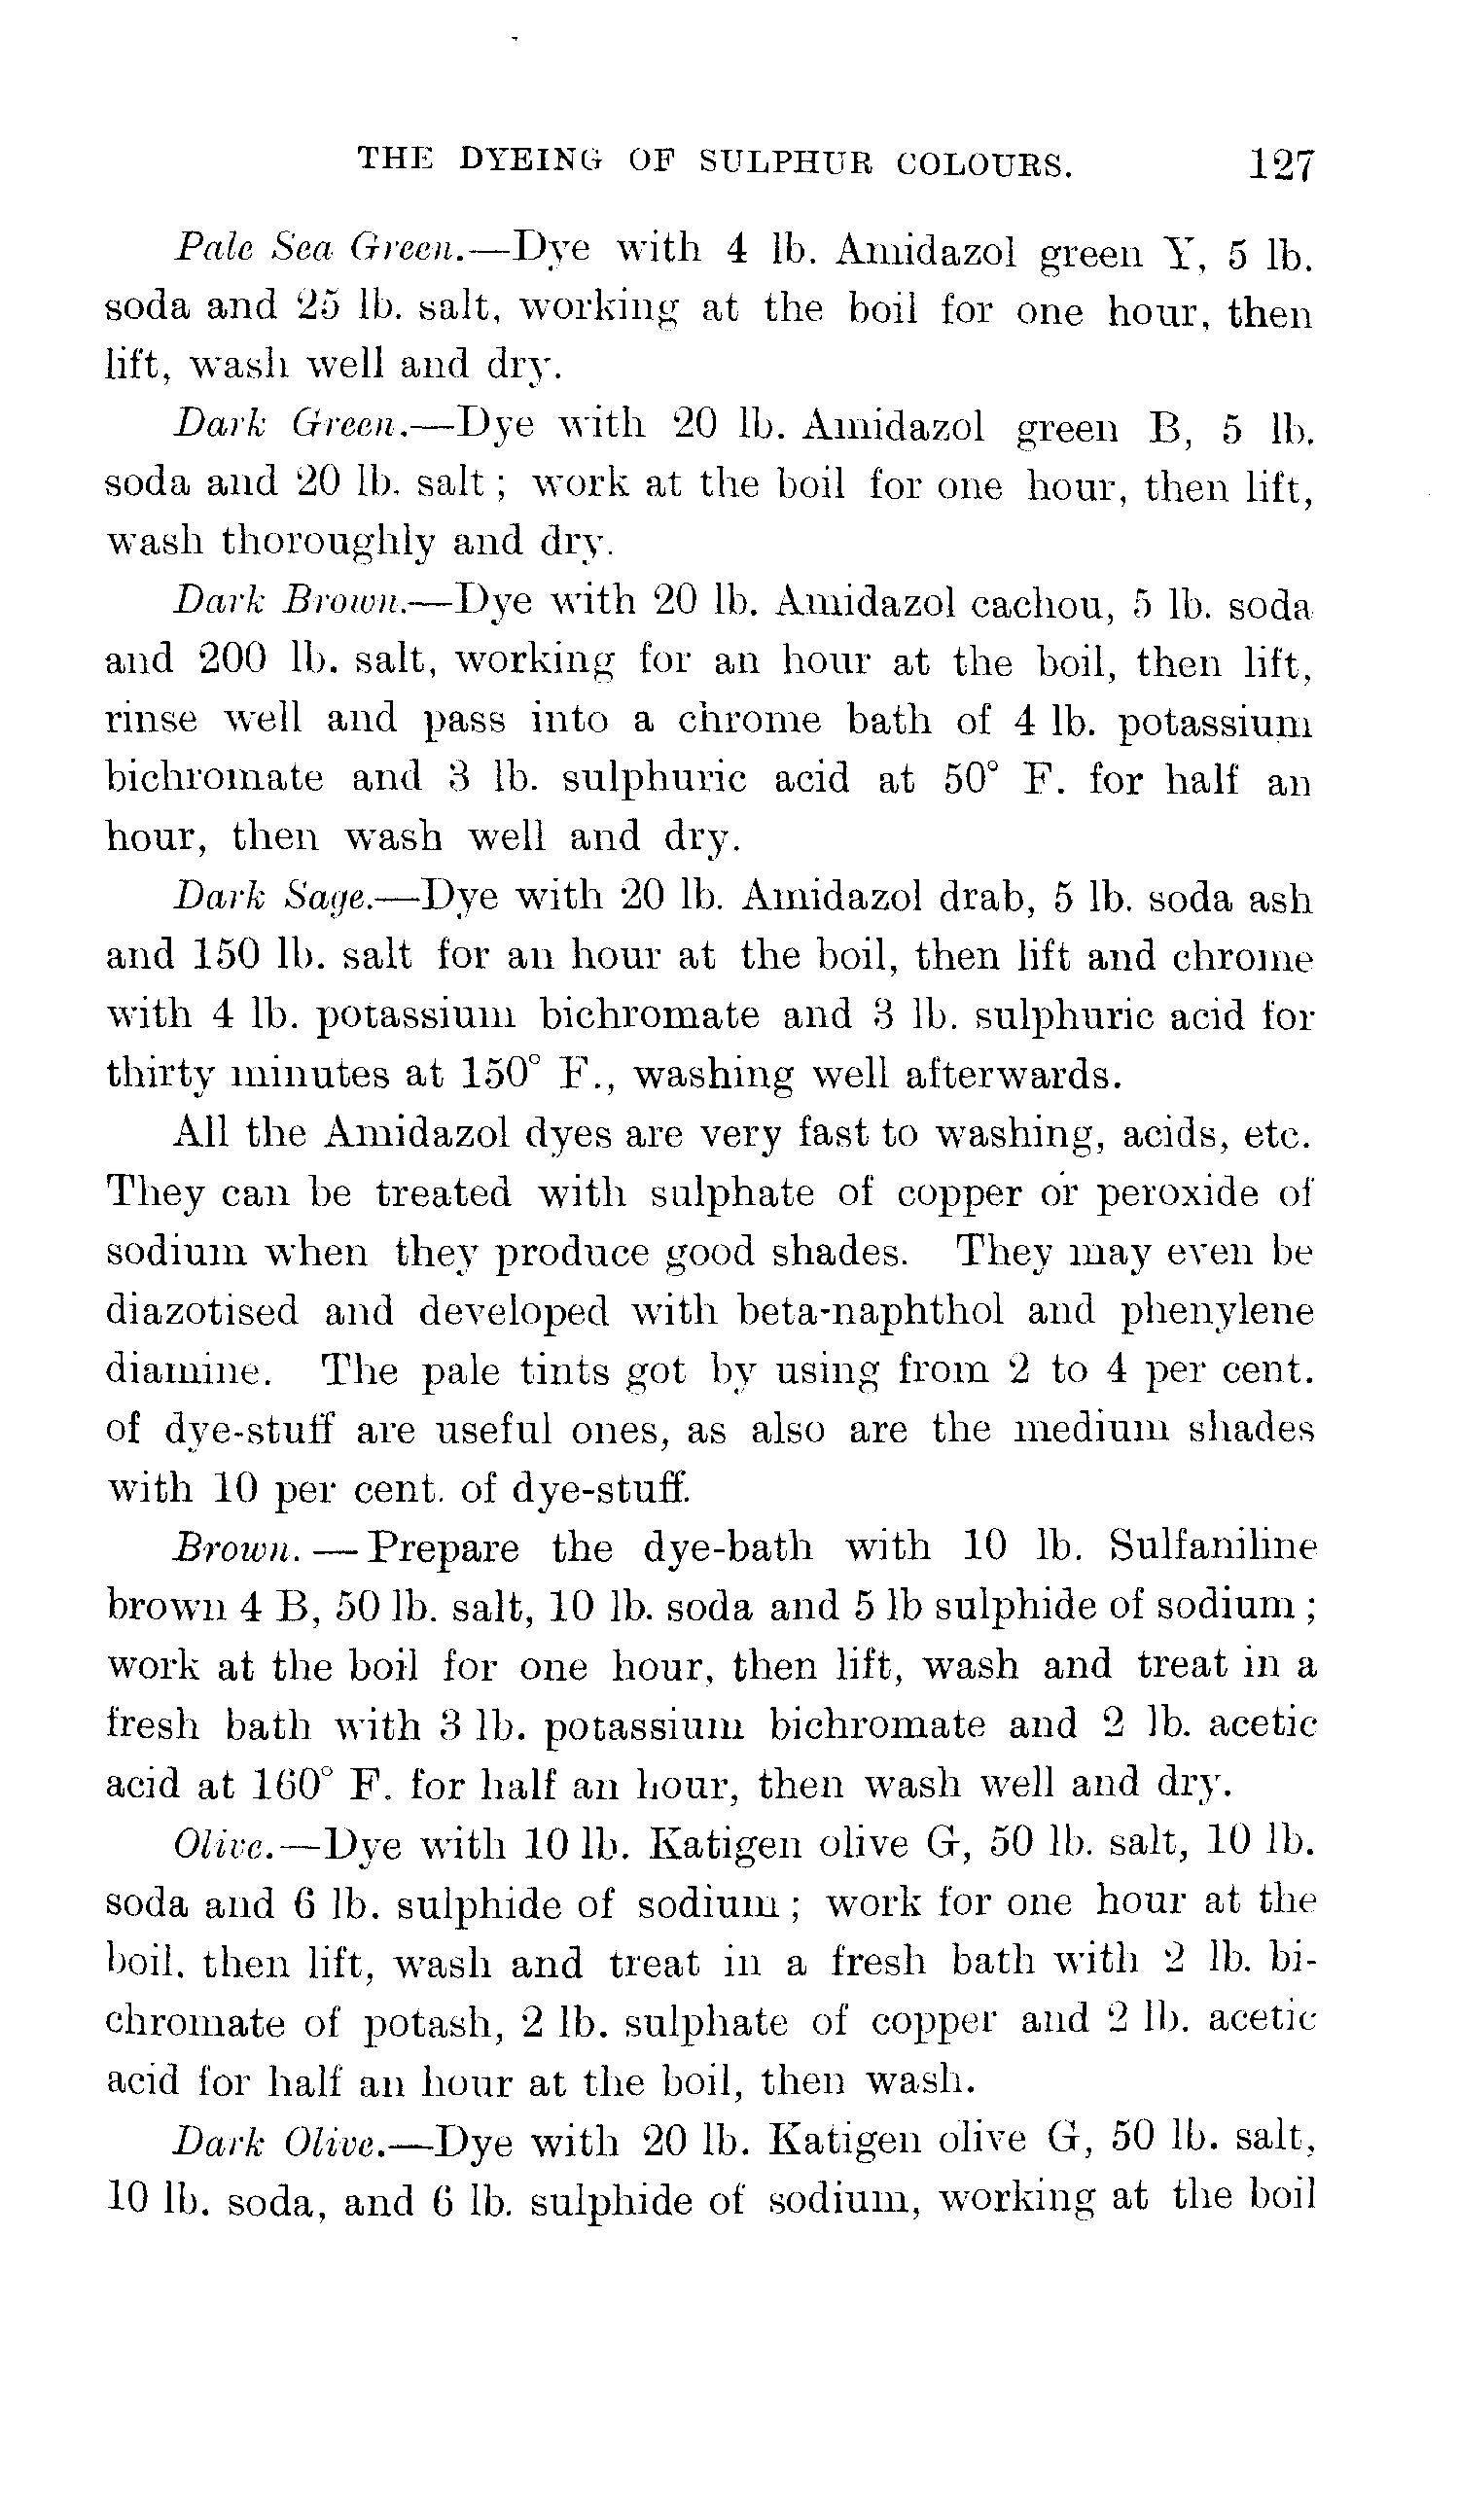 THE DYEING OF SULPHUR COLOURS. 127
Pale Sea Green.—Dye with 4 lb. Amidazol green Y, 5 lb.
soda and 25 lb. salt, working at the boil for one hour, then
lift, wash well and dry.
Dark Green.—Dye with 20 lb. Amidazol green B, 5 lb.
soda and 20 lb. salt ; work at the boil for one hour, then lift,
wash thoroughly and dry.
Dark Brown.—Dye with 20 lb. Amidazol cachou, 5 lb. soda
and 200 lb. salt, working for an hour at the boil, then lift,
rinse well and pass into a chrome bath of 4 lb. potassium
bichromate and 3 lb. sulphuric acid at 50° F. for half an
hour, then wash well and dry.
Dark Sage.—Dye with 20 lb. Amidazol drab, 5 lb. soda ash
and 150 lb. salt for an hour at the boil, then lift and chrome
with 4 lb. potassium bichromate and 3 lb. sulphuric acid for
thirty minutes at 150° F., washing well afterwards.
All the Amidazol dyes are very fast to washing, acids, etc.
They can be treated with sulphate of copper or peroxide of
sodium when they produce good shades. They may even be
diazotised and developed with beta-naphthol and phenylene
diamine. The pale tints got by using from 2 to 4 per cent.
of dye-stuff are useful ones, as also are the medium shades
with 10 per cent. of dye-stuff.
Brown. — Prepare the dye-bath with 10 lb. Sulfaniline
brown 4 B, 50 lb. salt, 10 lb. soda and 5 lb sulphide of sodium ;
work at the boil for one hour, then lift, wash and treat in a
fresh bath with 3 lb. potassium bichromate and 2 lb. acetic
acid at 160° F. for half an hour, then wash well and dry.
Olive.—Dye with 10 lb. Katigen olive G, 50 lb. salt, 10 lb.
soda and 6 lb. sulphide of sodium ; work for one hour at the
boil. then lift, wash and treat in a fresh bath with 2 lb. bi-
chromate of potash, 2 lb. sulphate of copper and 2 lb. acetic
acid for half an hour at the boil, then wash.
Dark Olive.—Dye with 20 lb. Katigen olive G, 50 lb. salt,
10 lb. soda, and 6 lb. sulphide of sodium, working at the boil